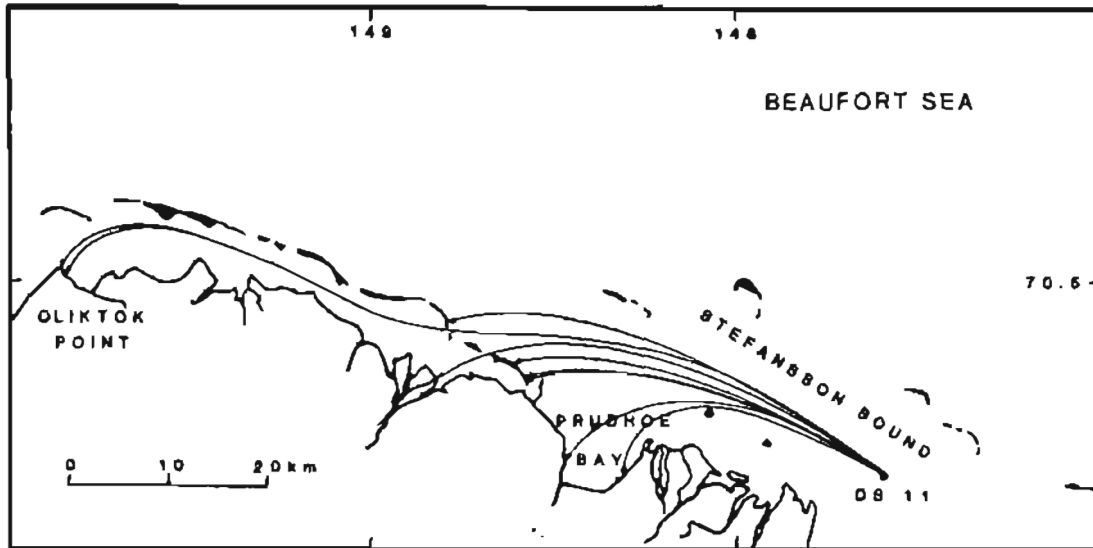 149
148
BEAUFORT SEA
70.5
OLIKTOK
POINT
STEFANSSON SOUND
PRUDHOE
BAY
0 10 20km
DS 11